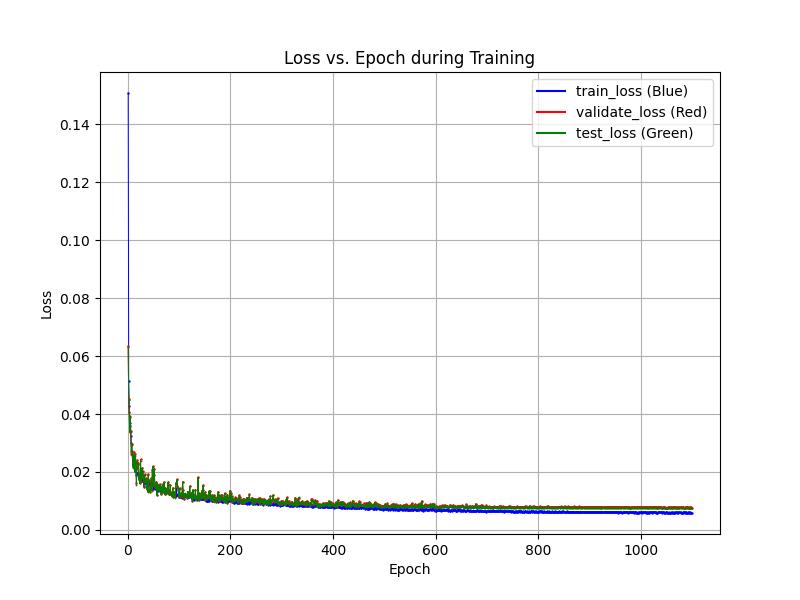 Loss vs. Epoch during Training
train_loss (Blue)
validate_loss (Red)
test_loss (Green)
Loss
0.14
0.12
0.10
0.08
0.06
0.04
0.02
0.00
0 200 400 600 800 1000
Epoch